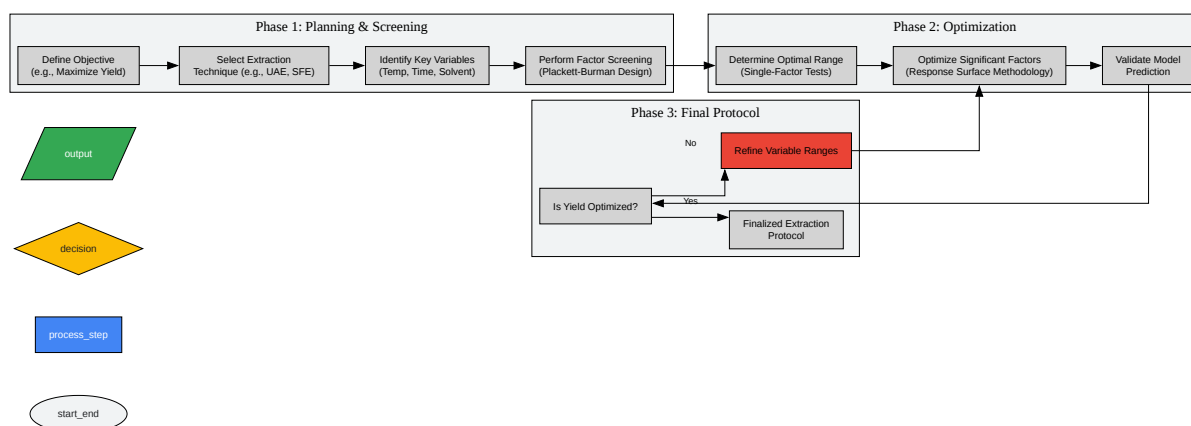 Phase 1: Planning & Screening
Define Objective
(e.g., Maximize Yield)
Select Extraction
Technique (e.g., UAE, SFE)
Identify Key Variables
(Temp, Time, Solvent)
Perform Factor Screening
(Plackett-Burman Design)
Phase 2: Optimization
Determine Optimal Range
(Single-Factor Tests)
Optimize Significant Factors
(Response Surface Methodology)
Validate Model
Prediction
Phase 3: Final Protocol
No
Refine Variable Ranges
Is Yield Optimized?
Yes
Finalized Extraction
Protocol
output
decision
process_step
start_end